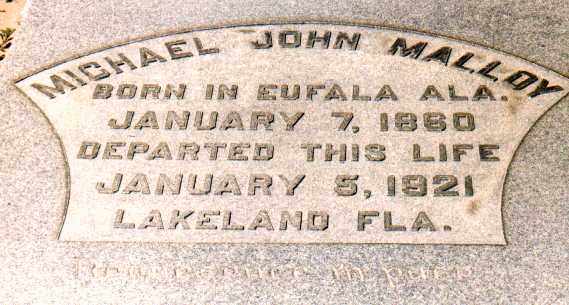 MICHAEL JOHN MALLOY
BORN IN EUFALA ALA.
JANUARY 7, 1860
DEPARTED THIS LIFE
JANUARY 5, 1921
LAKELAND FLA.